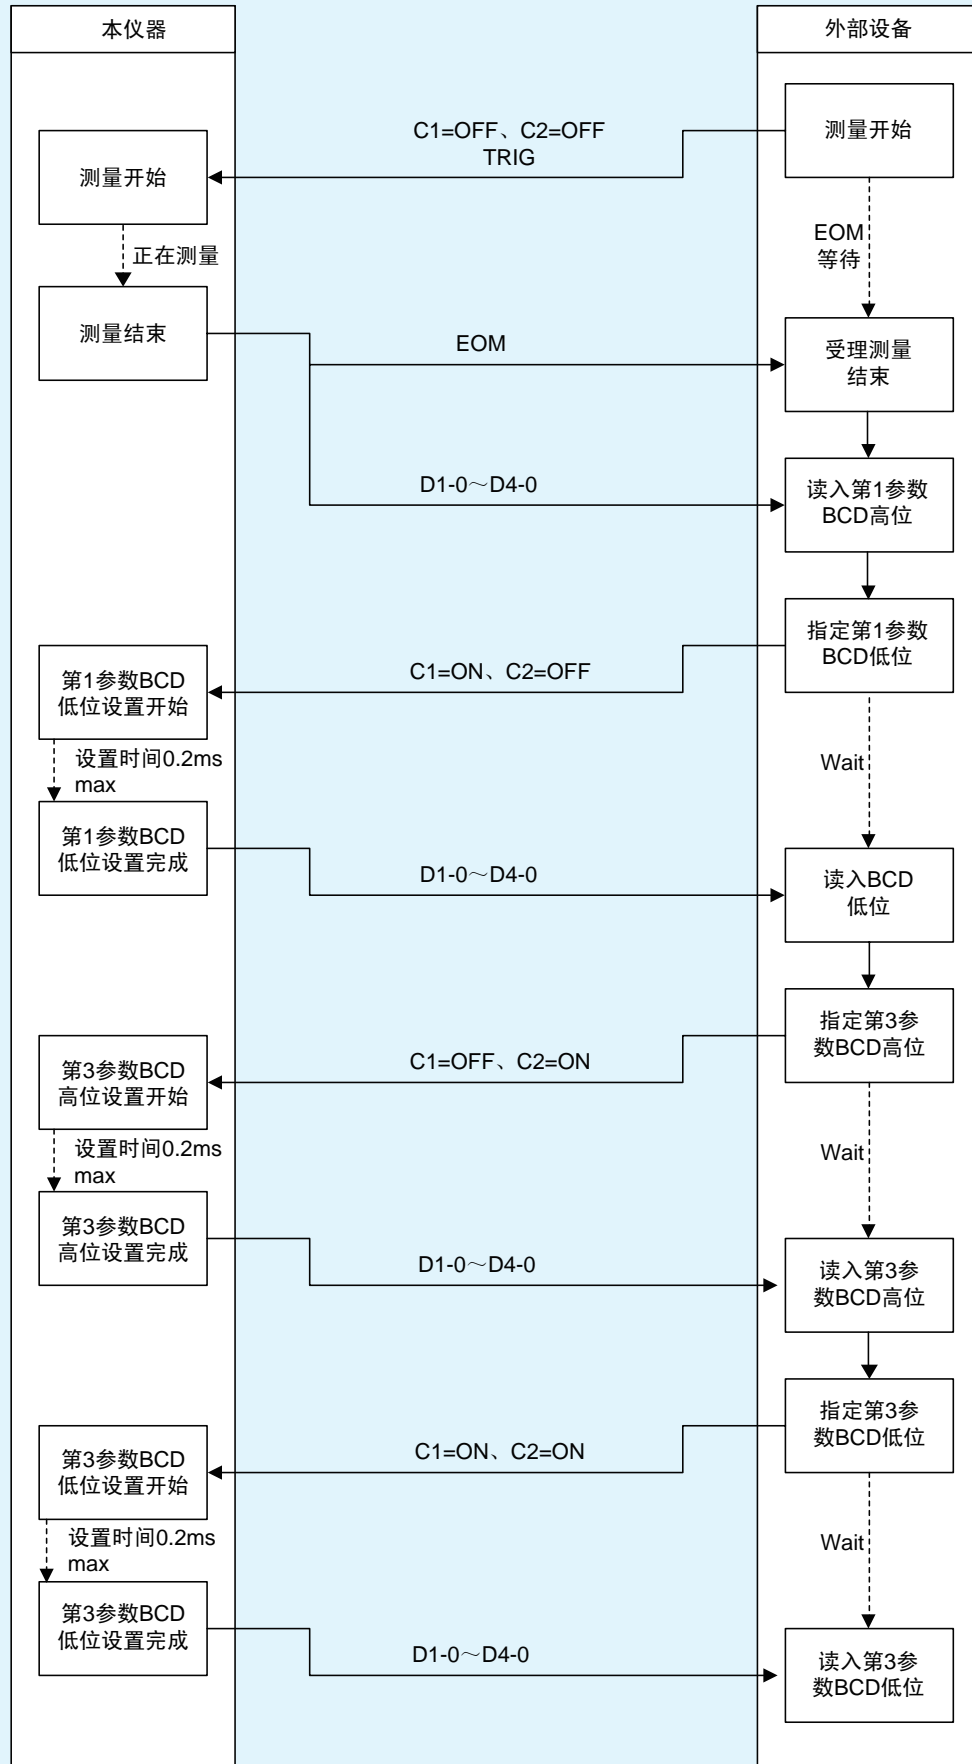 本仪器
外部设备
测量开始
C1=OFF、C2=OFF
TRIG
测量开始
正在测量
EOM
等待
测量结束
EOM
受理测量
结束
D1-0～D4-0
读入第1参数
BCD高位
指定第1参数
BCD低位
C1=ON、C2=OFF
第1参数BCD
低位设置开始
设置时间0.2ms
max
Wait
第1参数BCD
低位设置完成
D1-0～D4-0
读入BCD
低位
指定第3参
数BCD高位
C1=OFF、C2=ON
第3参数BCD
高位设置开始
设置时间0.2ms
max
Wait
第3参数BCD
高位设置完成
D1-0～D4-0
读入第3参
数BCD高位
指定第3参
数BCD低位
C1=ON、C2=ON
第3参数BCD
低位设置开始
设置时间0.2ms
max
Wait
第3参数BCD
低位设置完成
D1-0～D4-0
读入第3参
数BCD低位